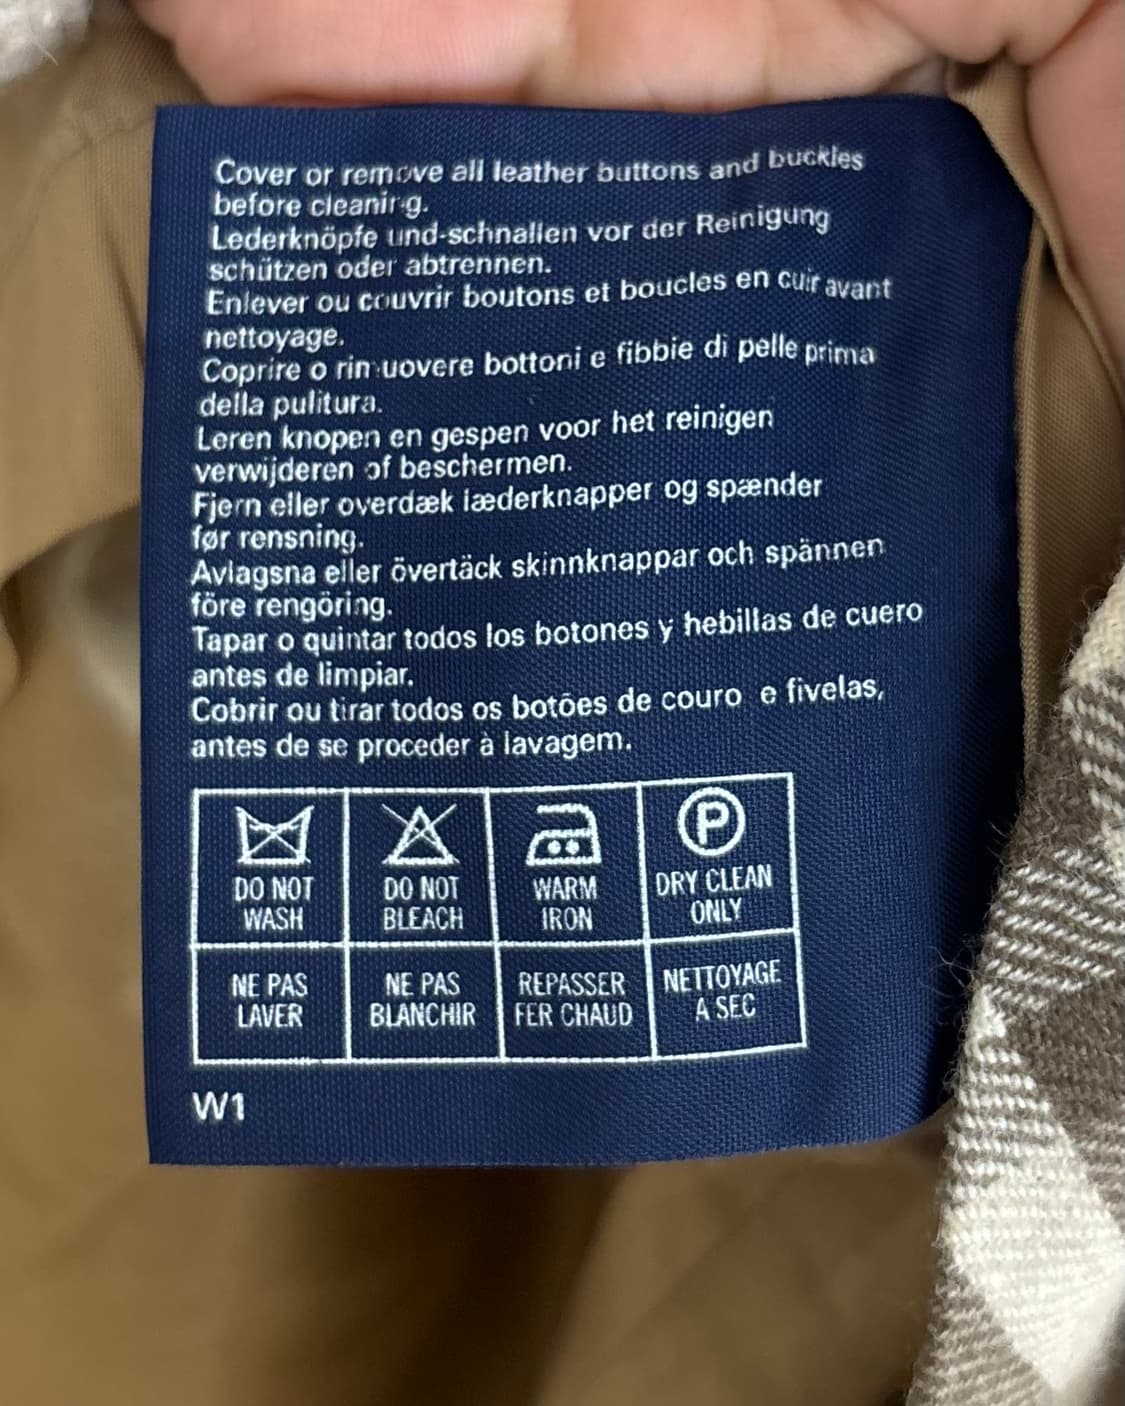 Cover or remove all leather buttons and buckles
before cleaning.
Lederknöpfe und-schnallen vor der Reinigung
schützen oder abtrennen.
Enlever ou couvrir boutons et boucles en cuir avant
nettoyage.
Coprire o rimuovere bottoni e fibbie di pelle prima
della pulitura.
Leren knopen en gespen voor het reinigen
verwijderen of beschermen.
Fjern eller overdæk læderknapper og spænder
før rensning.
Avlagsna eller övertäck skinnknappar och spännen
före rengöring.
Tapar o quintar todos los botones y hebillas de cuero
antes de limpiar.
Cobrir ou tirar todos os botões de couro e fivelas,
antes de se proceder à lavagem.
P
DO NOT WASH
DO NOT BLEACH
WARM IRON
DRY CLEAN ONLY
NE PAS LAVER
NE PAS BLANCHIR
REPASSER FER CHAUD
NETTOYAGE A SEC
W1